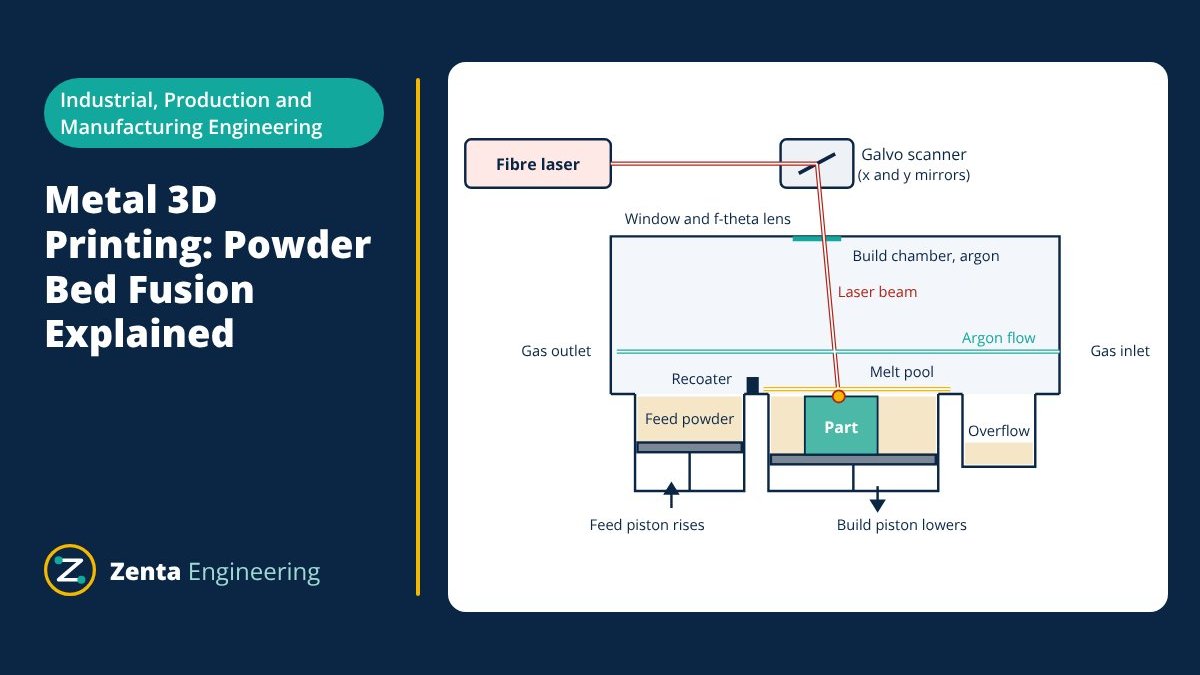 Industrial, Production and
Manufacturing Engineering
Metal 3D
Printing: Powder
Bed Fusion
Explained
Zenta Engineering
Fibre laser
Galvo scanner
(x and y mirrors)
Window and f-theta lens
Build chamber, argon
Laser beam
Argon flow
Gas outlet
Gas inlet
Recoater
Melt pool
Feed powder
Part
Overflow
Feed piston rises
Build piston lowers